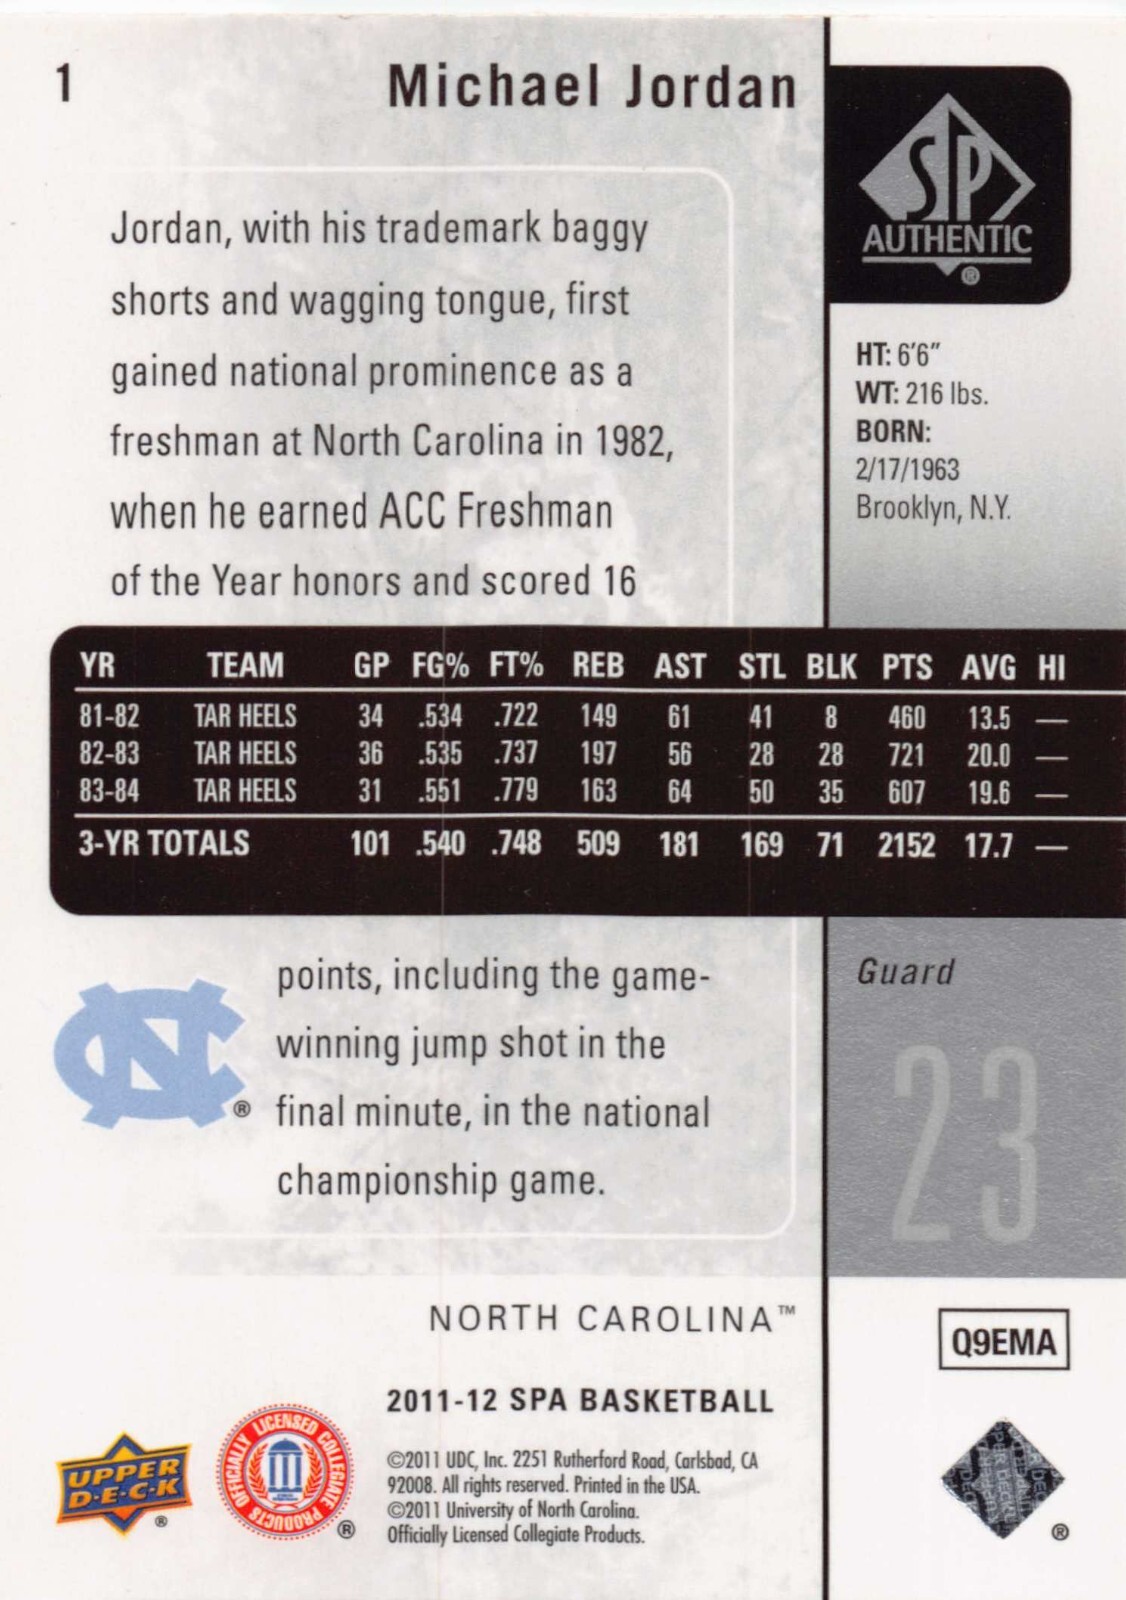 1
Michael Jordan
SP
AUTHENTIC
®
Jordan, with his trademark baggy
shorts and wagging tongue, first
gained national prominence as a
freshman at North Carolina in 1982,
when he earned ACC Freshman
of the Year honors and scored 16
HT: 6'6"
WT: 216 lbs.
BORN:
2/17/1963
Brooklyn, N.Y.
YR TEAM GP FG% FT% REB AST STL BLK PTS AVG HI
81-82 TAR HEELS 34 .534 .722 149 61 41 8 460 13.5 —
82-83 TAR HEELS 36 .535 .737 197 56 28 28 721 20.0 —
83-84 TAR HEELS 31 .551 .779 163 64 50 35 607 19.6 —
3-YR TOTALS 101 .540 .748 509 181 169 71 2152 17.7 —
points, including the game-
winning jump shot in the
final minute, in the national
championship game.
NC ®
Guard
23
NORTH CAROLINA™
Q9EMA
2011-12 SPA BASKETBALL
©2011 UDC, Inc. 2251 Rutherford Road, Carlsbad, CA
92008. All rights reserved. Printed in the USA.
©2011 University of North Carolina.
Officially Licensed Collegiate Products.
UPPER
D·E·C·K
®
OFFICIALLY LICENSED COLLEGIATE PRODUCTS
®
UPPER DECK
®